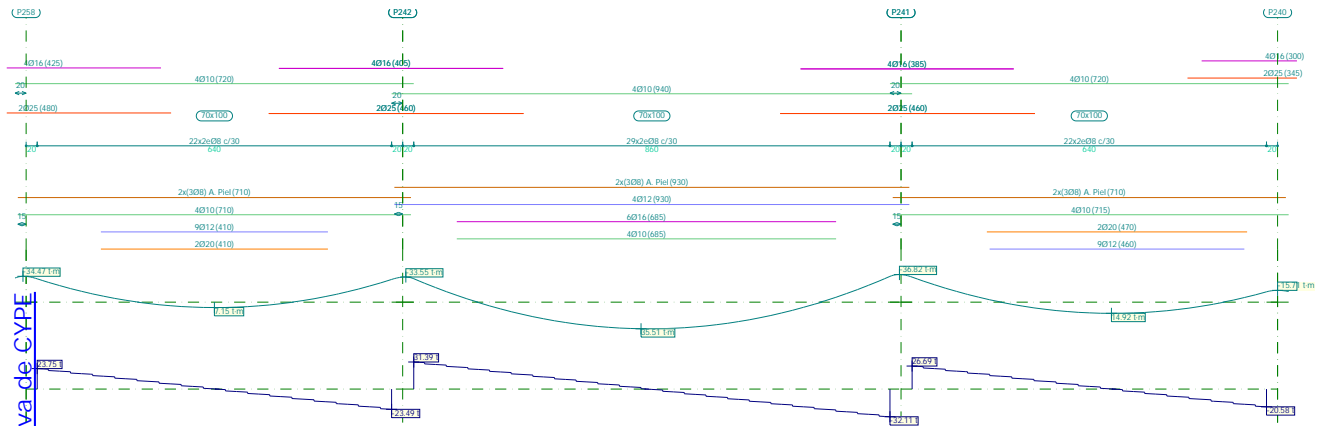 P258 P242 P241 P240
4Ø16 (300)
4Ø16 (425) 4Ø16 (405) 4Ø16 (385)
2Ø25 (345)
4Ø10 (720) 4Ø10 (720)
20 20
4Ø10 (940)
20
2Ø25 (480) 2Ø25 (460) 2Ø25 (460)
70x100 70x100 70x100
22x2eØ8 c/30 29x2eØ8 c/30 22x2eØ8 c/30
20 640 20 20 860 20 20 640 20
2x(3Ø8) A. Piel (930)
2x(3Ø8) A. Piel (710) 2x(3Ø8) A. Piel (710)
4Ø12 (930)
15
4Ø10 (710) 4Ø10 (715)
15 15
6Ø16 (685)
9Ø12 (410) 2Ø20 (470)
4Ø10 (685)
2Ø20 (410) 9Ø12 (460)
-34.47 t·m -33.55 t·m -36.82 t·m
-15.71 t·m
7.15 t·m 14.92 t·m
35.51 t·m
va de CYPE
31.39 t
23.75 t 26.69 t
-23.49 t -20.58 t
-32.11 t